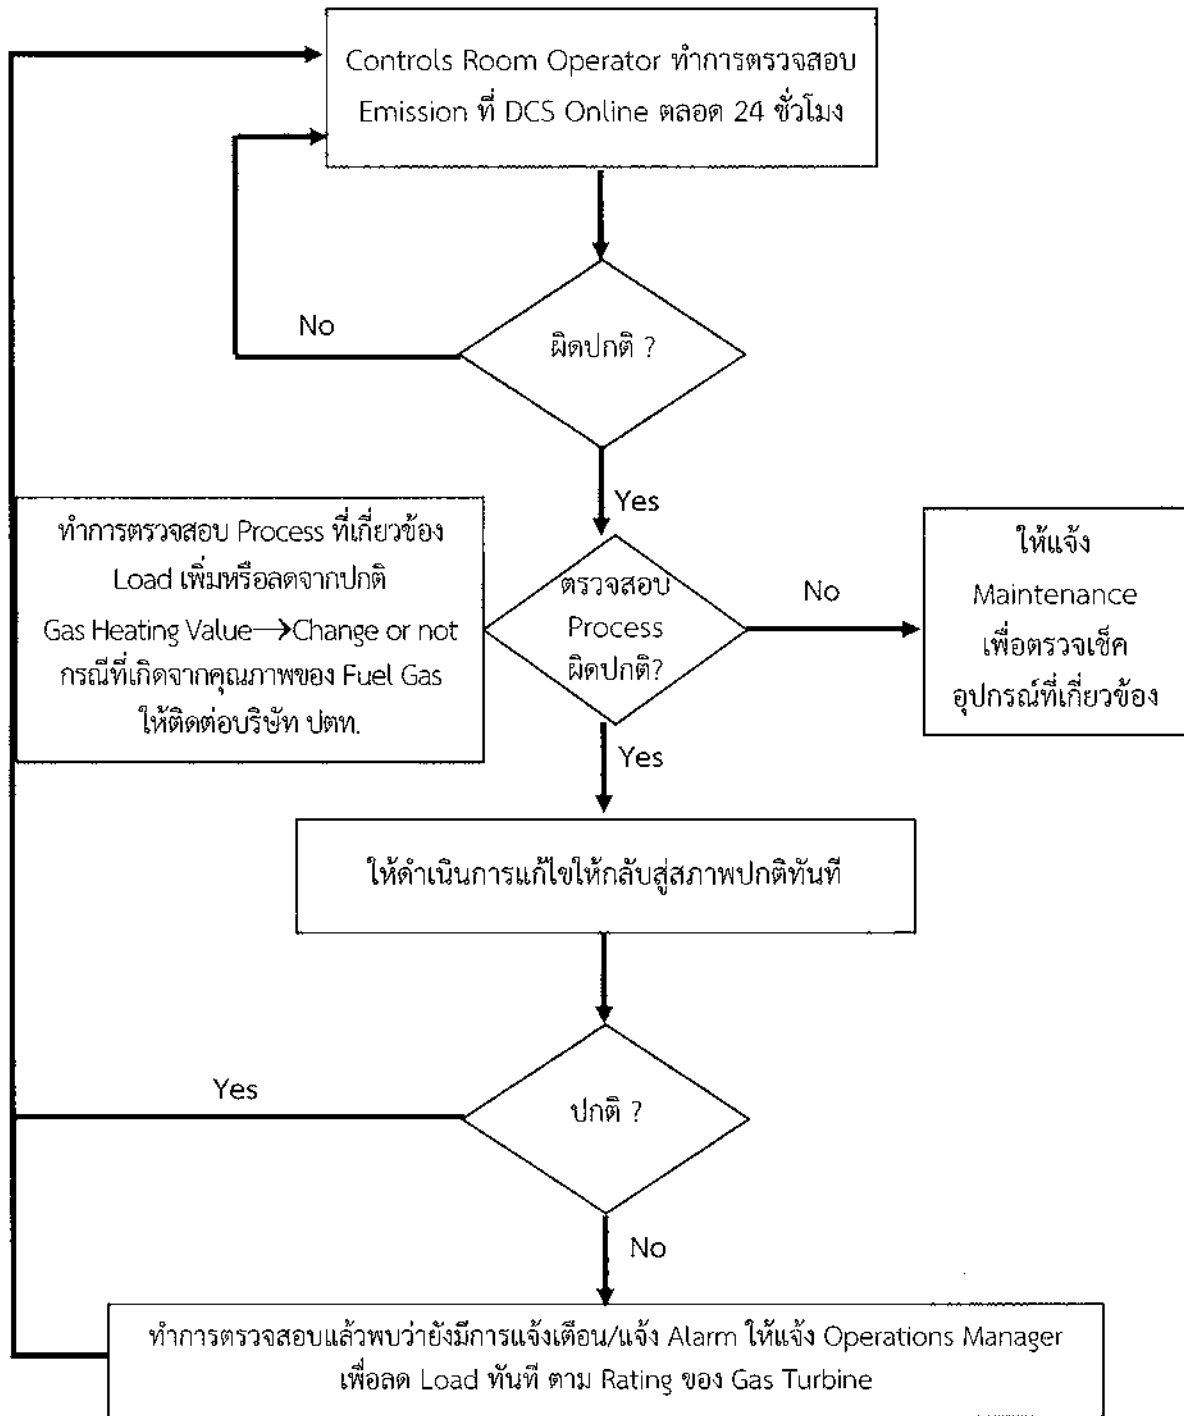 Controls Room Operator ทำการตรวจสอบ
Emission ที่ DCS Online ตลอด 24 ชั่วโมง
No
ผิดปกติ ?
Yes
ทำการตรวจสอบ Process ที่เกี่ยวข้อง
Load เพิ่มหรือลดจากปกติ
Gas Heating Value→Change or not
กรณีที่เกิดจากคุณภาพของ Fuel Gas
ให้ติดต่อบริษัท ปตท.
ตรวจสอบ
Process
ผิดปกติ?
No
ให้แจ้ง
Maintenance
เพื่อตรวจเช็ค
อุปกรณ์ที่เกี่ยวข้อง
Yes
ให้ดำเนินการแก้ไขให้กลับสู่สภาพปกติทันที
Yes
ปกติ ?
No
ทำการตรวจสอบแล้วพบว่ายังมีการแจ้งเตือน/แจ้ง Alarm ให้แจ้ง Operations Manager
เพื่อลด Load ทันที ตาม Rating ของ Gas Turbine